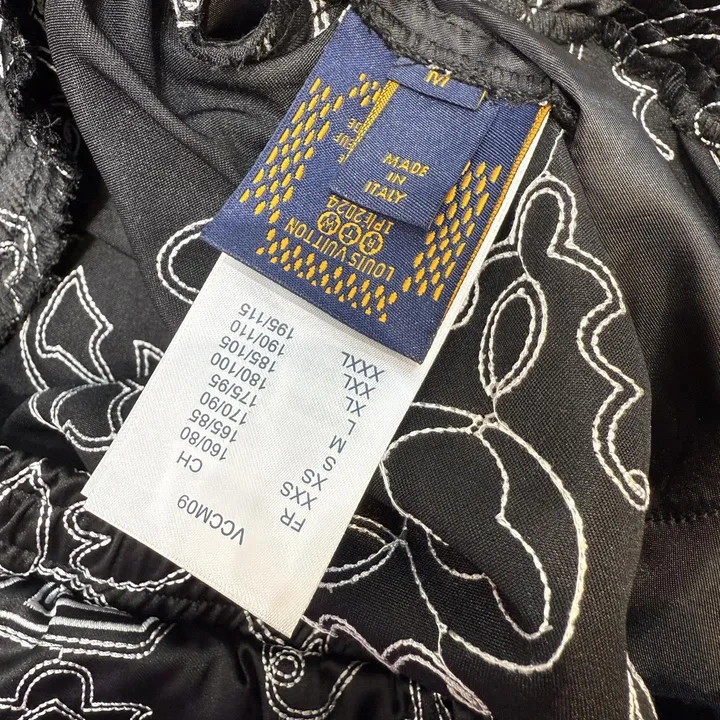 M
MADE
IN
ITALY
LOUIS VUITTON
VCCM09
FR CH
XXS 160/80
XS 165/85
S 170/90
M 175/95
L 180/100
XL 185/105
XXL 190/110
XXXL 195/115